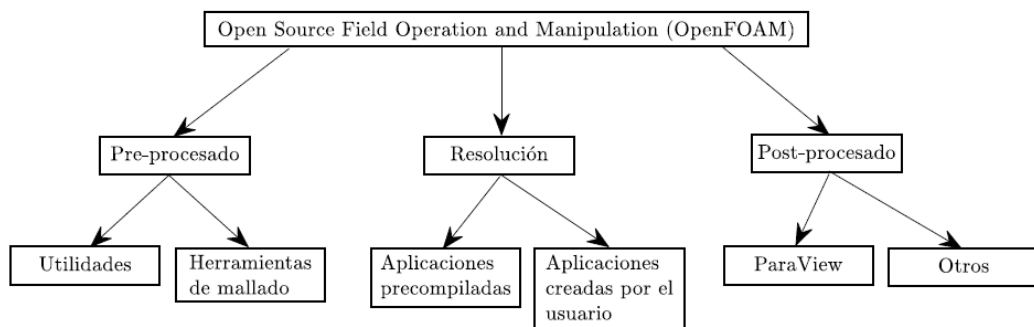 Open Source Field Operation and Manipulation (OpenFOAM)
Pre-procesado
Resolución
Post-procesado
Utilidades
Herramientas
de mallado
Aplicaciones
precompiladas
Aplicaciones
creadas por el
usuario
ParaView
Otros